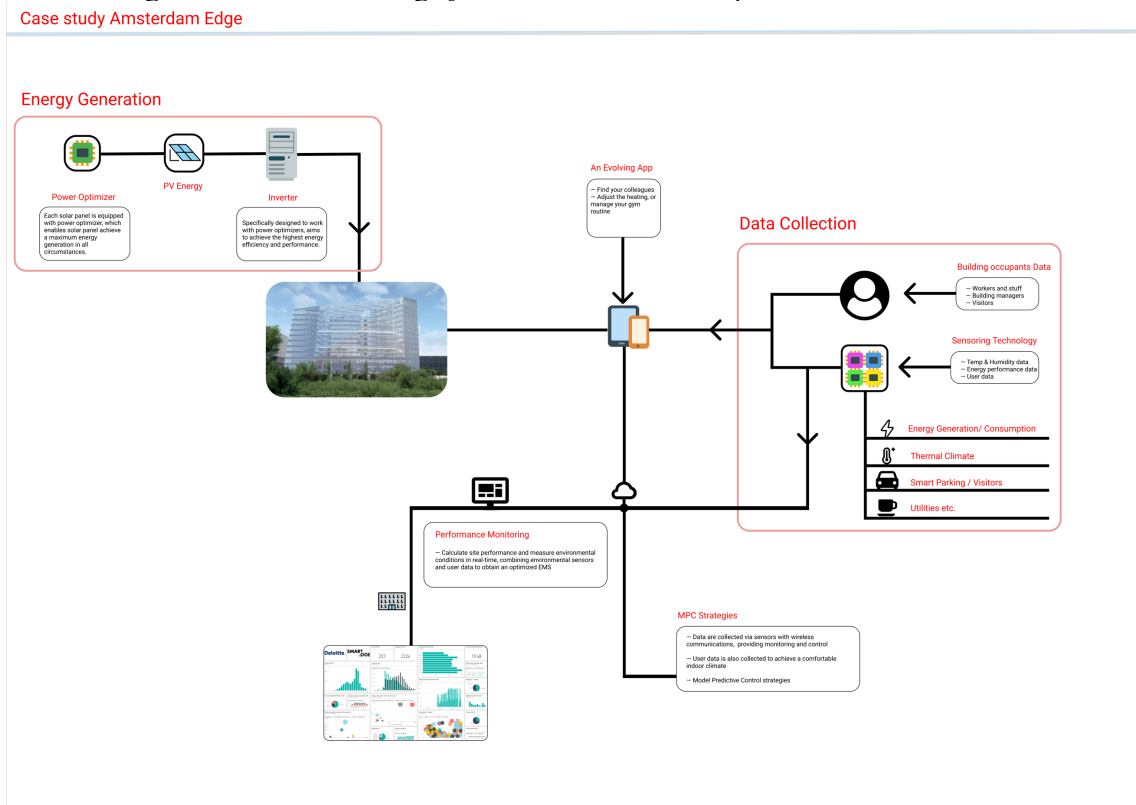 Case study Amsterdam Edge
Energy Generation
Power Optimizer
Each solar panel is equipped
with power optimizer, which
enables solar panel achieve
a maximum energy
generation in all
circumstances.
PV Energy
Inverter
Specifically designed to work
with power optimizers, aims
to achieve the highest energy
efficiency and performance.
An Evolving App
— Find your colleagues
— Adjust the heating, or
manage your gym
routine
Data Collection
Building occupants Data
— Workers and stuff
— Building managers
— Visitors
Sensoring Technology
— Temp & Humidity data
— Energy performance data
— User data
Energy Generation/ Consumption
Thermal Climate
Smart Parking / Visitors
Utilities etc.
Performance Monitoring
— Calculate site performance and measure environmental
conditions in real-time, combining environmental sensors
and user data to obtain an optimized EMS
MPC Strategies
— Data are collected via sensors with wireless
communications, providing monitoring and control
— User data is also collected to achieve a comfortable
indoor climate
— Model Predictive Control strategies
Deloitte.
SMART